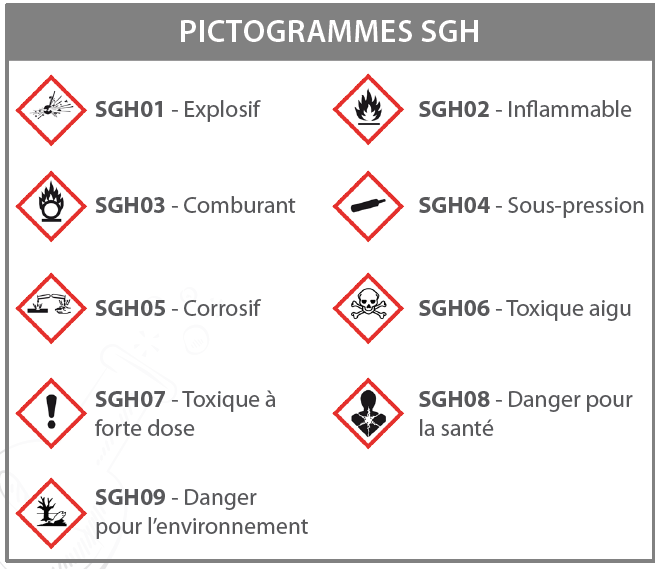 PICTOGRAMMES SGH
SGH01 - Explosif
SGH02 - Inflammable
SGH03 - Comburant
SGH04 - Sous-pression
SGH05 - Corrosif
SGH06 - Toxique aigu
SGH07 - Toxique à
forte dose
SGH08 - Danger pour
la santé
SGH09 - Danger
pour l’environnement